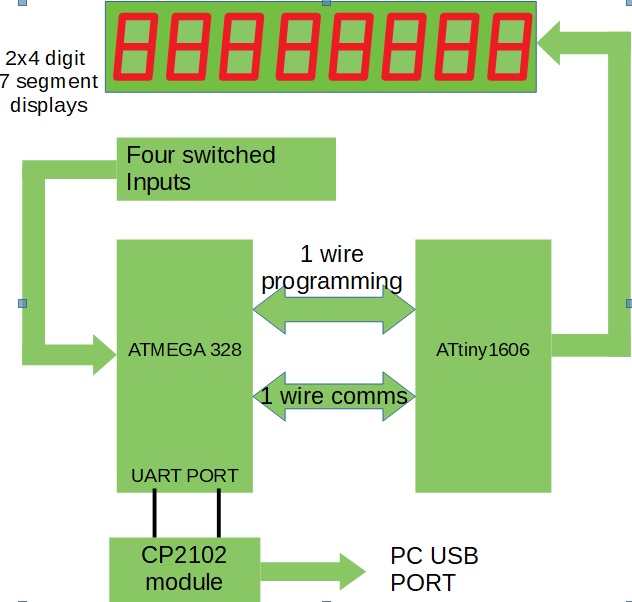 2x4 digit
7 segment
displays
Four switched
Inputs
1 wire
programming
ATMEGA 328
ATtiny1606
1 wire comms
UART PORT
CP2102
module
PC USB
PORT